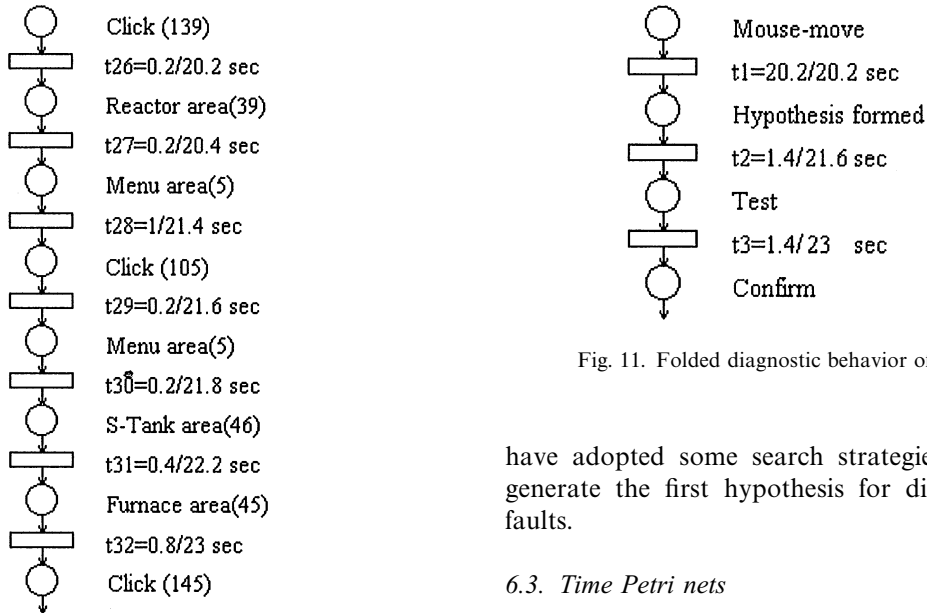 Click (139)
t26=0.2/20.2 sec
Reactor area(39)
t27=0.2/20.4 sec
Menu area(5)
t28=1/21.4 sec
Click (105)
t29=0.2/21.6 sec
Menu area(5)
t30=0.2/21.8 sec
S-Tank area(46)
t31=0.4/22.2 sec
Furnace area(45)
t32=0.8/23 sec
Click (145)
Mouse-move
t1=20.2/20.2 sec
Hypothesis formed
t2=1.4/21.6 sec
Test
t3=1.4/23 sec
Confirm
Fig. 11. Folded diagnostic behavior o
have adopted some search strategie
generate the first hypothesis for di
faults.
6.3. Time Petri nets